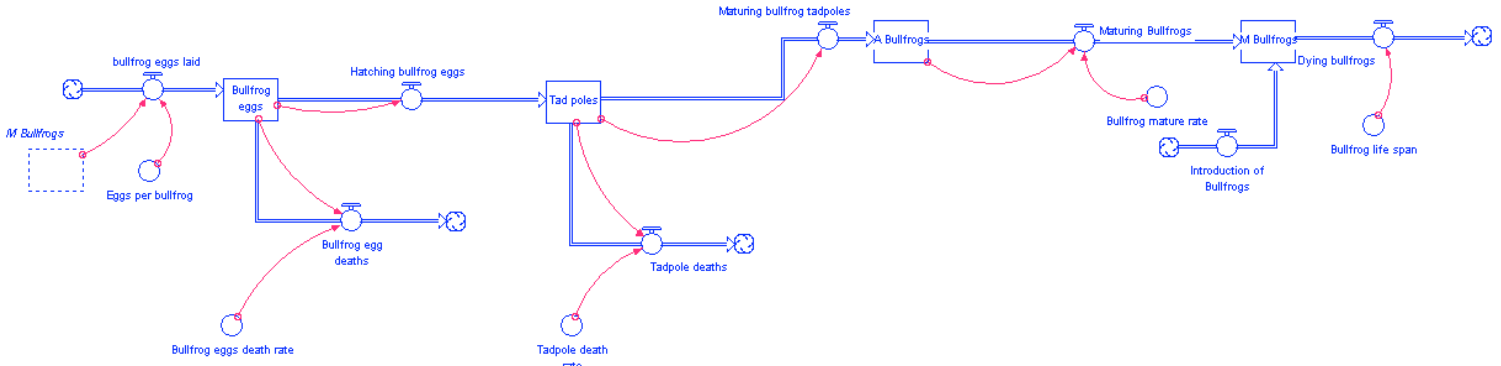 Maturing bullfrog tadpoles
A Bullfrogs
Maturing Bullfrogs
M Bullfrogs
Dying bullfrogs
bullfrog eggs laid
Hatching bullfrog eggs
Bullfrog
eggs
Tad poles
M Bullfrogs
Eggs per bullfrog
Bullfrog mature rate
Bullfrog life span
Introduction of
Bullfrogs
Bullfrog egg
deaths
Tadpole deaths
Bullfrog eggs death rate
Tadpole death